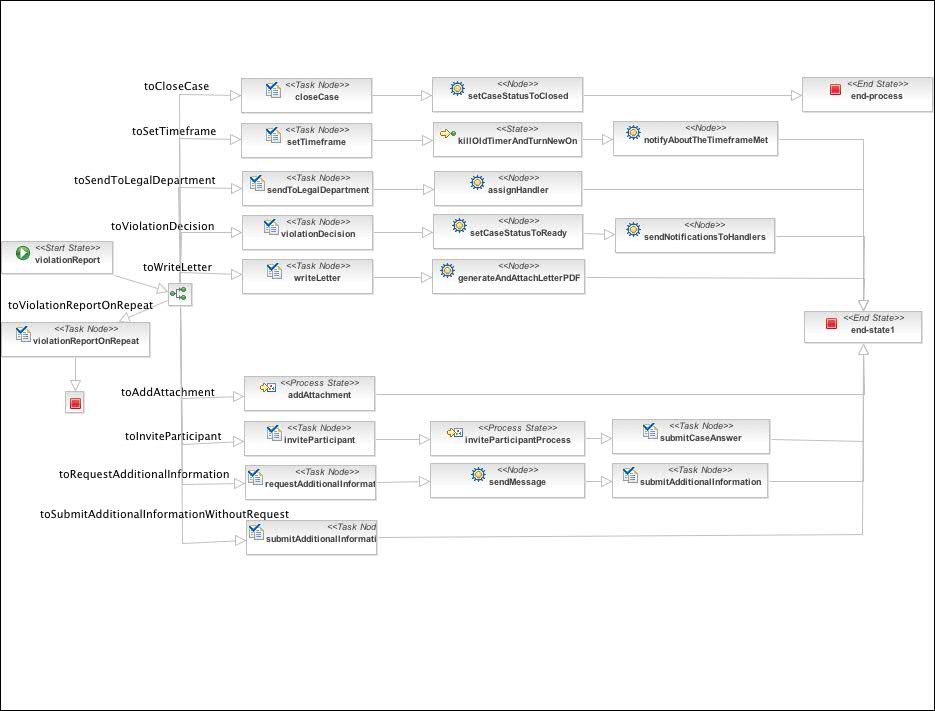 toCloseCase
<<Task Node>>
closeCase
<<Node>>
setCaseStatusToClosed
<<End State>>
end-process
toSetTimeframe
<<Task Node>>
setTimeframe
<<State>>
killOldTimerAndTurnNewOn
<<Node>>
notifyAboutTheTimeframeMet
toSendToLegalDepartment
<<Task Node>>
sendToLegalDepartment
<<Node>>
assignHandler
toViolationDecision
<<Task Node>>
violationDecision
<<Node>>
setCaseStatusToReady
<<Node>>
sendNotificationsToHandlers
<<Start State>>
violationReport
toWriteLetter
<<Task Node>>
writeLetter
<<Node>>
generateAndAttachLetterPDF
toViolationReportOnRepeat
<<Task Node>>
violationReportOnRepeat
<<End State>>
end-state1
toAddAttachment
<<Process State>>
addAttachment
toInviteParticipant
<<Task Node>>
inviteParticipant
<<Process State>>
inviteParticipantProcess
<<Task Node>>
submitCaseAnswer
toRequestAdditionalInformation
<<Task Node>>
requestAdditionalInformat
<<Node>>
sendMessage
<<Task Node>>
submitAdditionalInformation
toSubmitAdditionalInformationWithoutRequest
<<Task Nod
submitAdditionalInformati